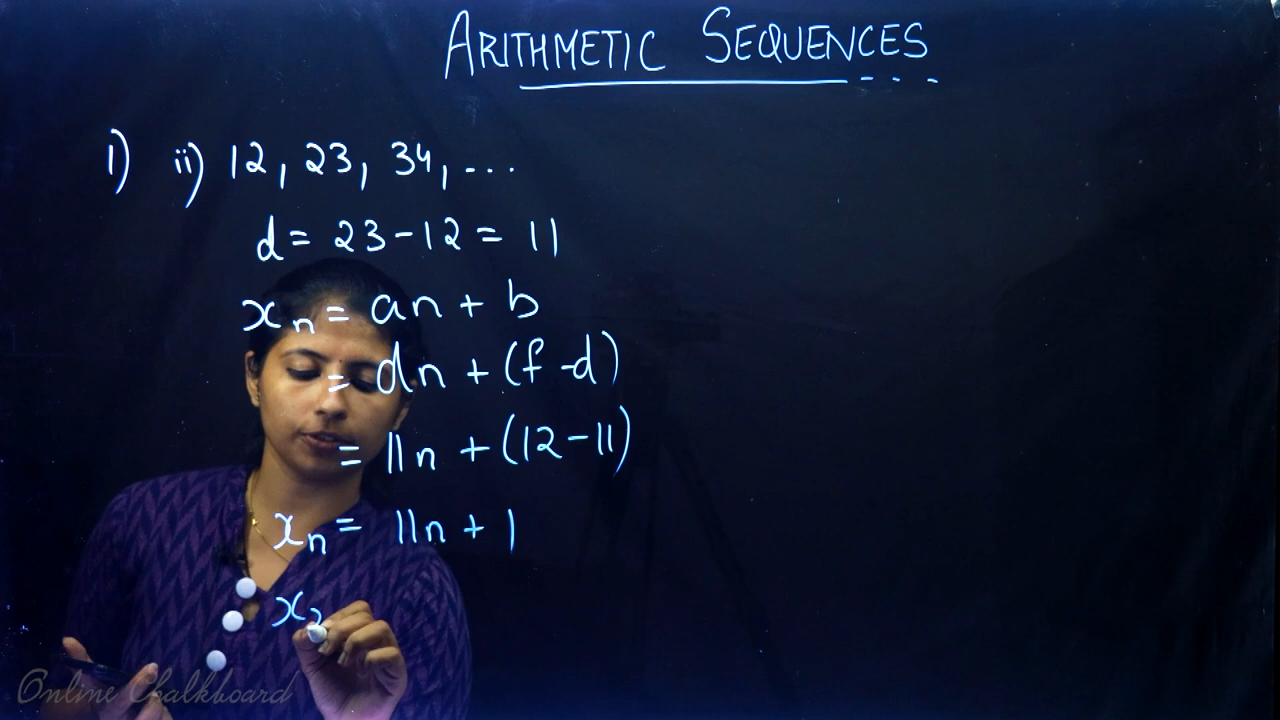 ARITHMETIC SEQUENCES
1) ii) 12, 23, 34, ...
d = 23 - 12 = 11
xₙ = an + b
= dn + (f - d)
= 11n + (12 - 11)
xₙ = 11n + 1
x
Online Chalkboard